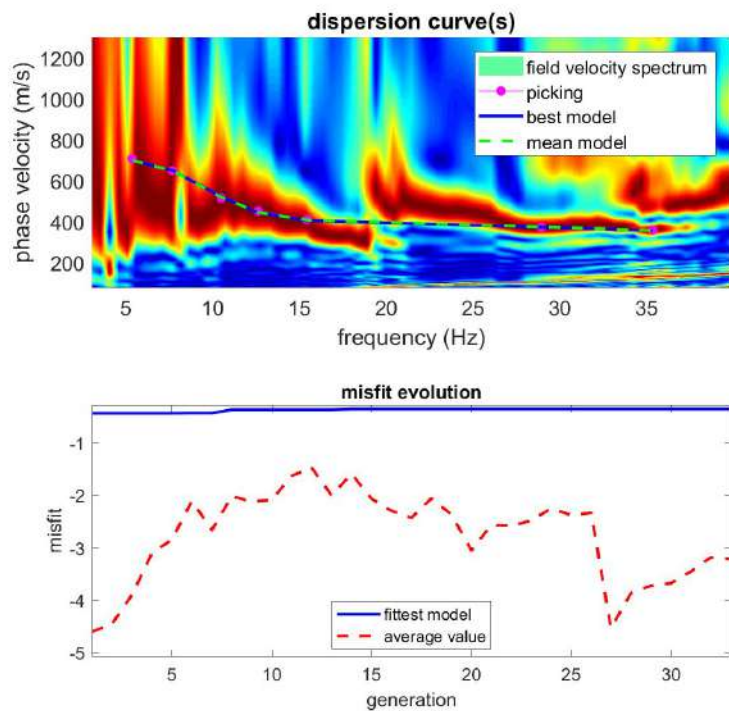 dispersion curve(s)
phase velocity (m/s)
1200
1000
800
600
400
200
field velocity spectrum
picking
best model
mean model
5 10 15 20 25 30 35
frequency (Hz)
misfit evolution
misfit
-1
-2
-3
-4
-5
fittest model
average value
5 10 15 20 25 30
generation